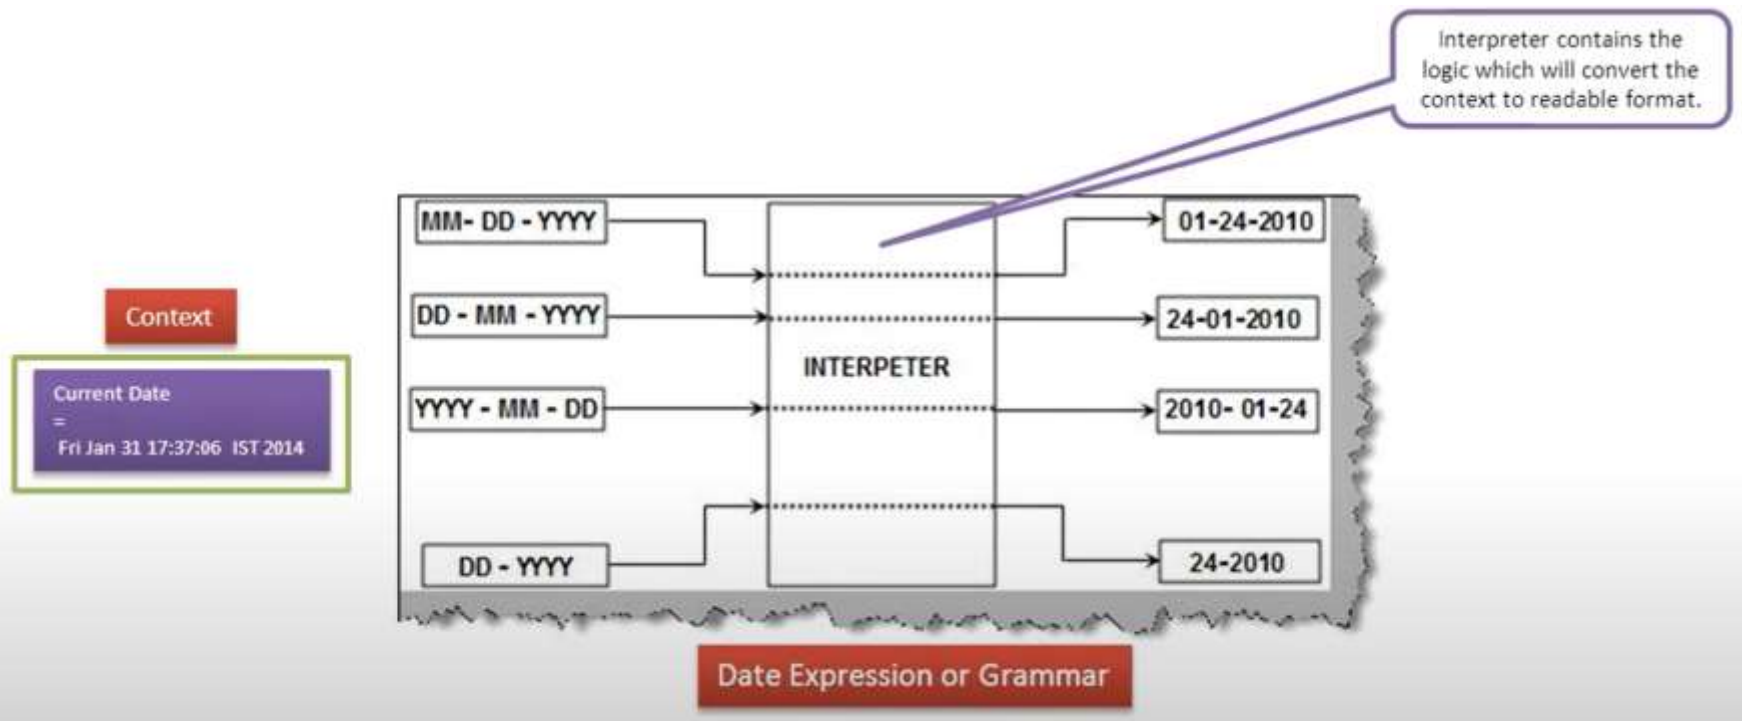 Interpreter contains the
logic which will convert the
context to readable format.
MM- DD - YYYY
01-24-2010
DD - MM - YYYY
24-01-2010
Context
INTERPETER
Current Date
=
Fri Jan 31 17:37:06 IST 2014
YYYY - MM - DD
2010- 01-24
DD - YYYY
24-2010
Date Expression or Grammar